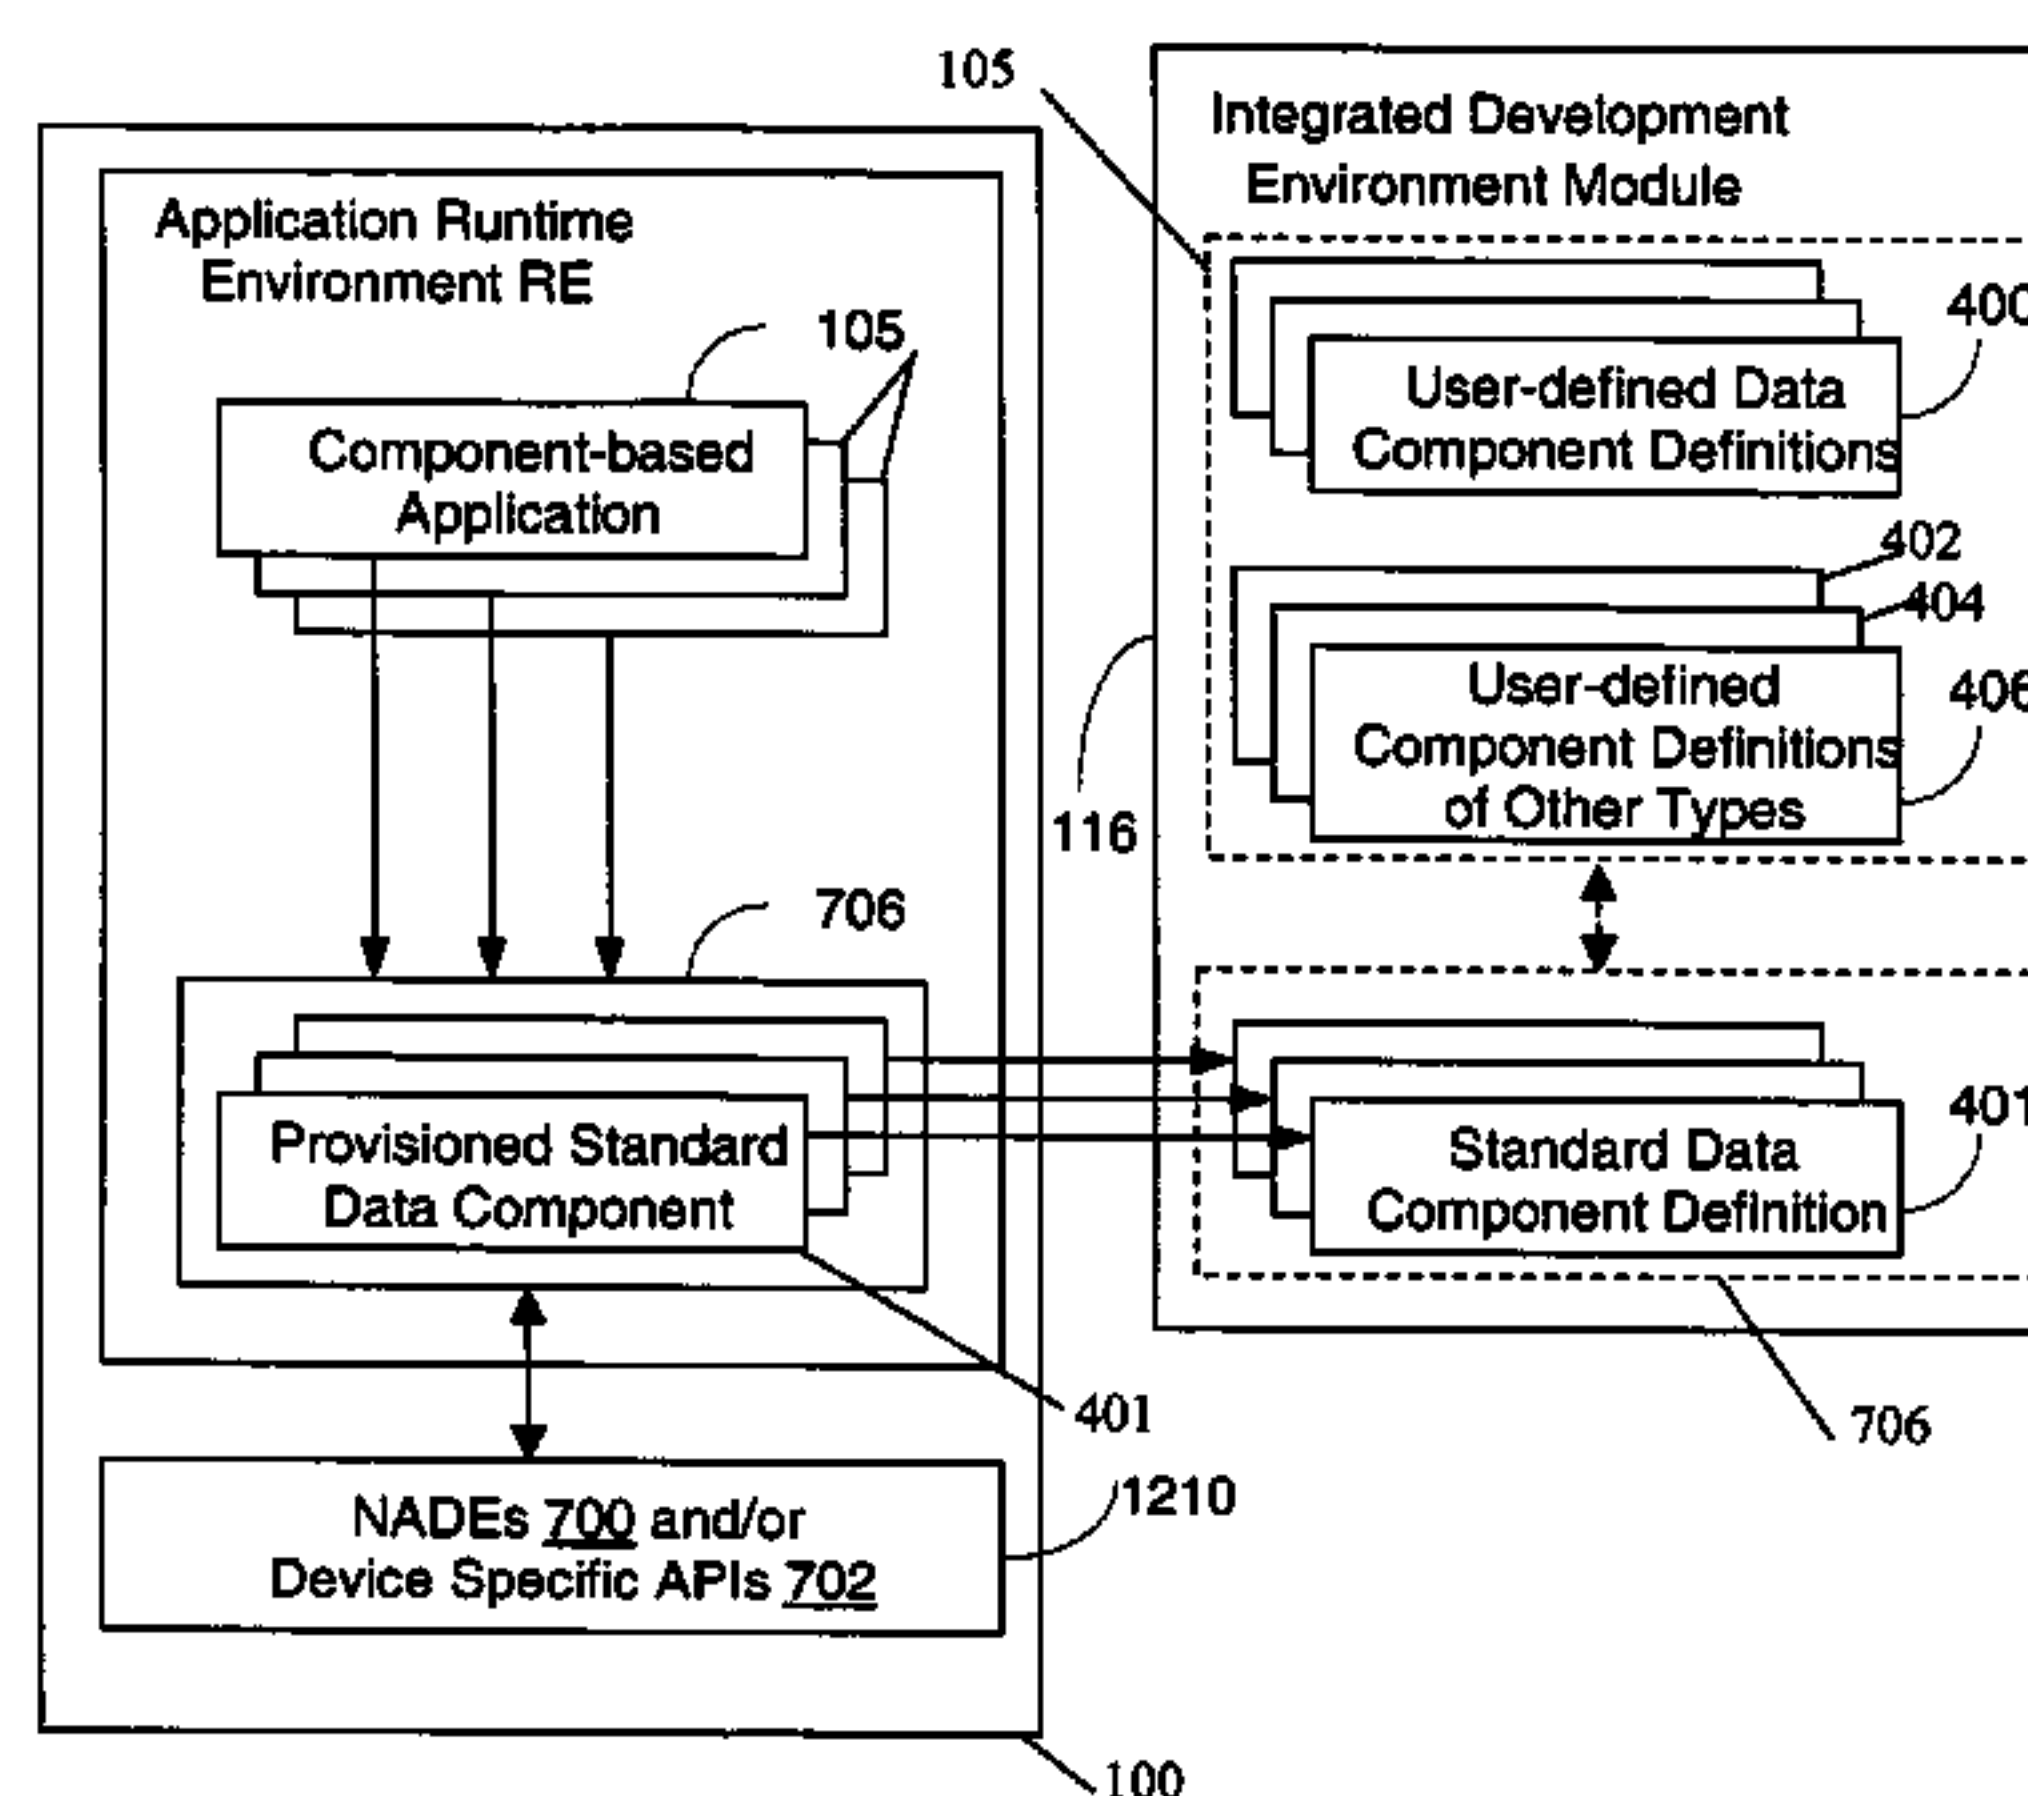 105
Integrated Development
Environment Module
Application Runtime
Environment RE
105
400
User-defined Data
Component Definitions
Component-based
Application
402
404
User-defined
Component Definitions
of Other Types
406
116
706
Provisioned Standard
Data Component
Standard Data
Component Definition
401
401
706
NADEs 700 and/or
Device Specific APIs 702
1210
100